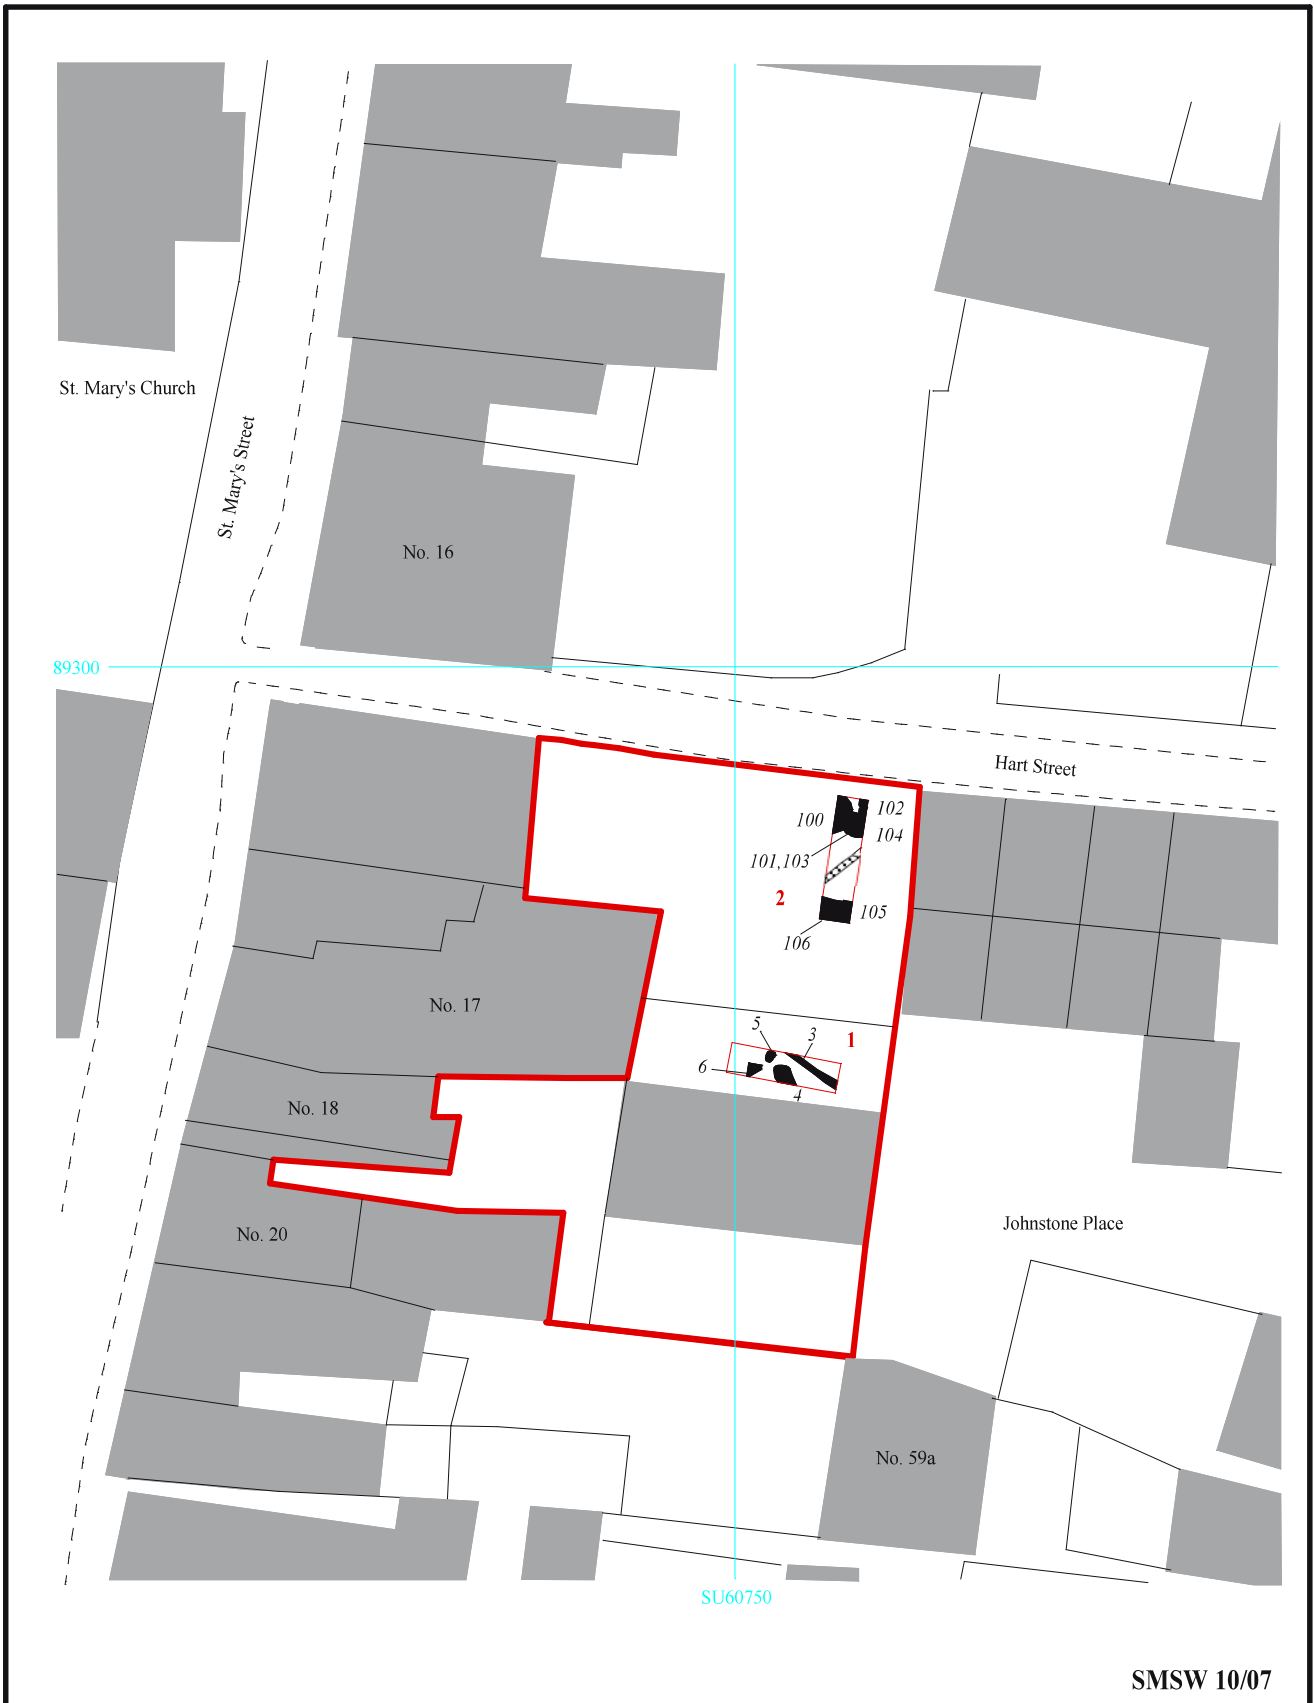 St. Mary's Church
St. Mary's Street
No. 16
89300
Hart Street
100
102
104
101,103
2
105
106
No. 17
5
3
1
6
4
No. 18
No. 20
Johnstone Place
No. 59a
SU60750
SMSW 10/07